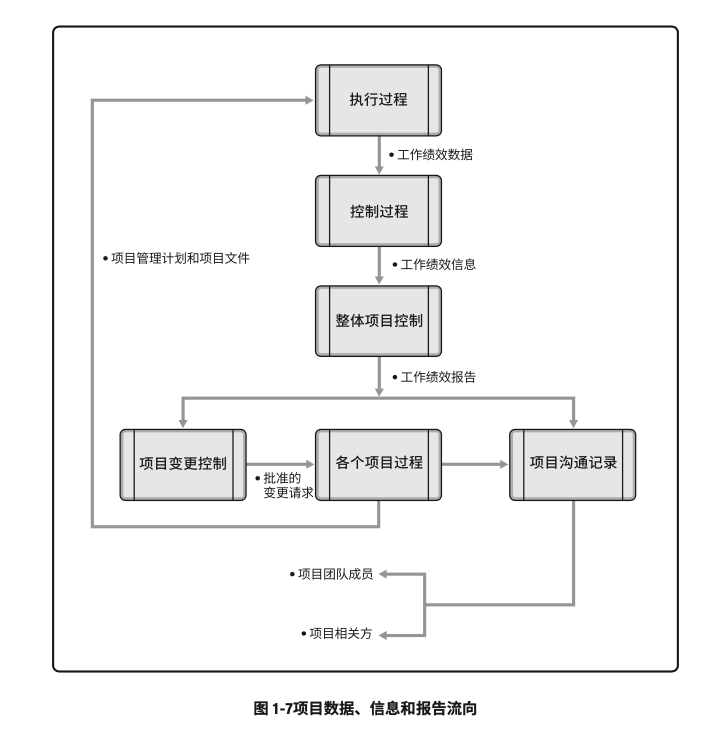 执行过程
• 工作绩效数据
控制过程
• 项目管理计划和项目文件
• 工作绩效信息
整体项目控制
• 工作绩效报告
项目变更控制
• 批准的
变更请求
各个项目过程
项目沟通记录
• 项目团队成员
• 项目相关方
图 1-7项目数据、信息和报告流向